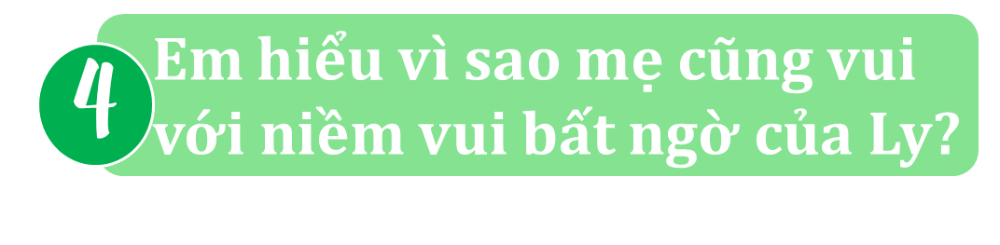 4
Em hiểu vì sao mẹ cũng vui
với niềm vui bất ngờ của Ly?